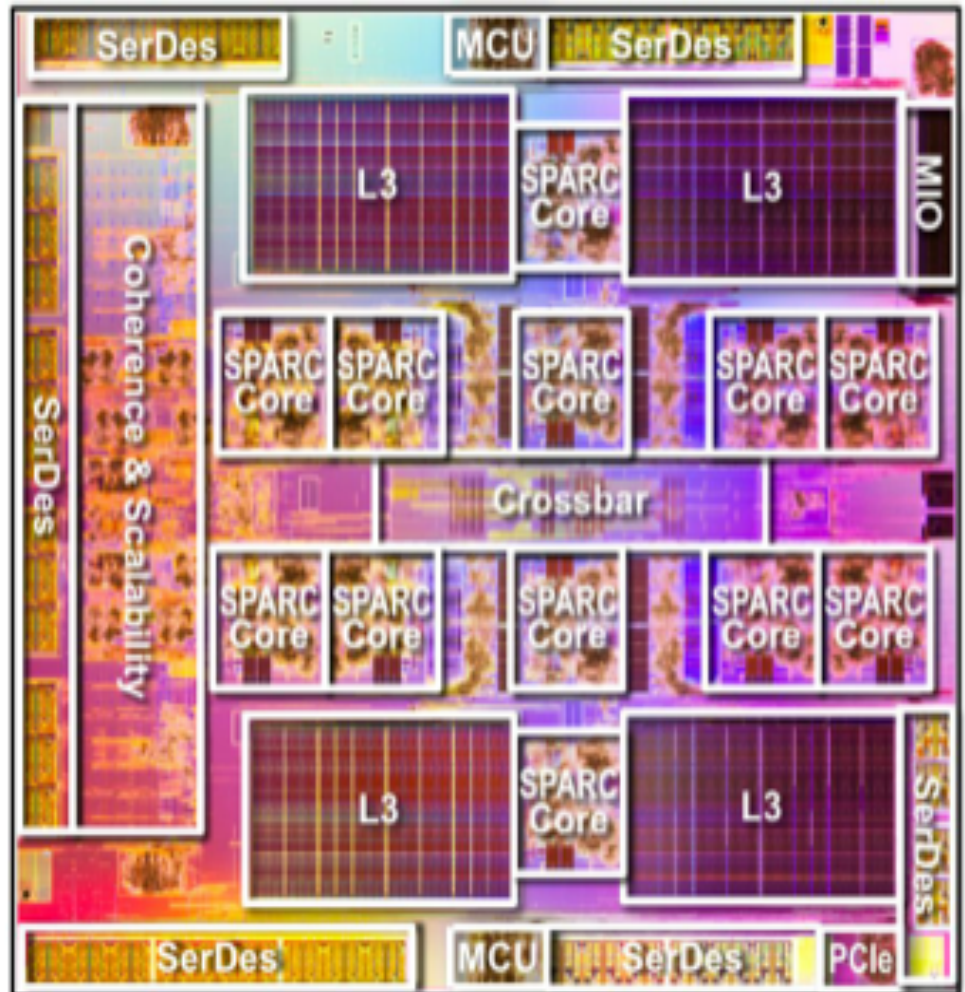 SerDes
MCU
SerDes
L3
SPARC
Core
L3
MIO
SerDes
Coherence & Scalability
SPARC
Core
SPARC
Core
SPARC
Core
SPARC
Core
SPARC
Core
Crossbar
SPARC
Core
SPARC
Core
SPARC
Core
SPARC
Core
SPARC
Core
L3
SPARC
Core
L3
SerDes
SerDes
MCU
SerDes
PCIe